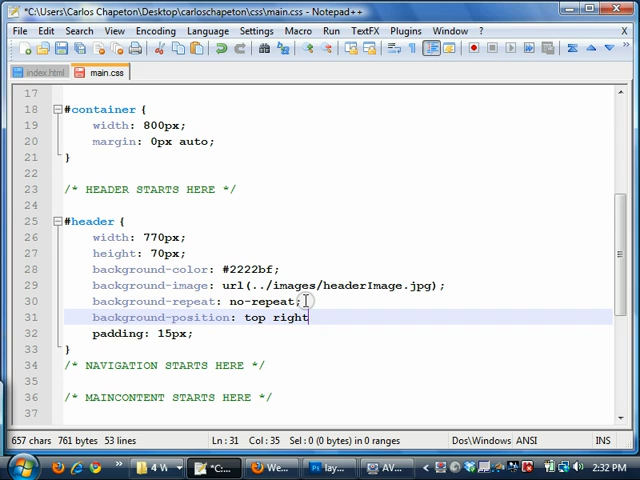 *C:\Users\Carlos Chapeton\Desktop\carloschapeton\css\main.css - Notepad++
File Edit Search View Encoding Language Settings Macro Run TextFX Plugins Window ?
X
index.html main.css
17
18 #container {
19 width: 800px;
20 margin: 0px auto;
21 }
22
23 /* HEADER STARTS HERE */
24
25 #header {
26 width: 770px;
27 height: 70px;
28 background-color: #2222bf;
29 background-image: url(../images/headerImage.jpg);
30 background-repeat: no-repeat;
31 background-position: top right
32 padding: 15px;
33 }
34 /* NAVIGATION STARTS HERE */
35
36 /* MAINCONTENT STARTS HERE */
37
657 chars 761 bytes 53 lines Ln : 31 Col : 35 Sel : 0 (0 bytes) in 0 ranges Dos\Windows ANSI INS
4 W *C:... We... lay... AV... 2:32 PM